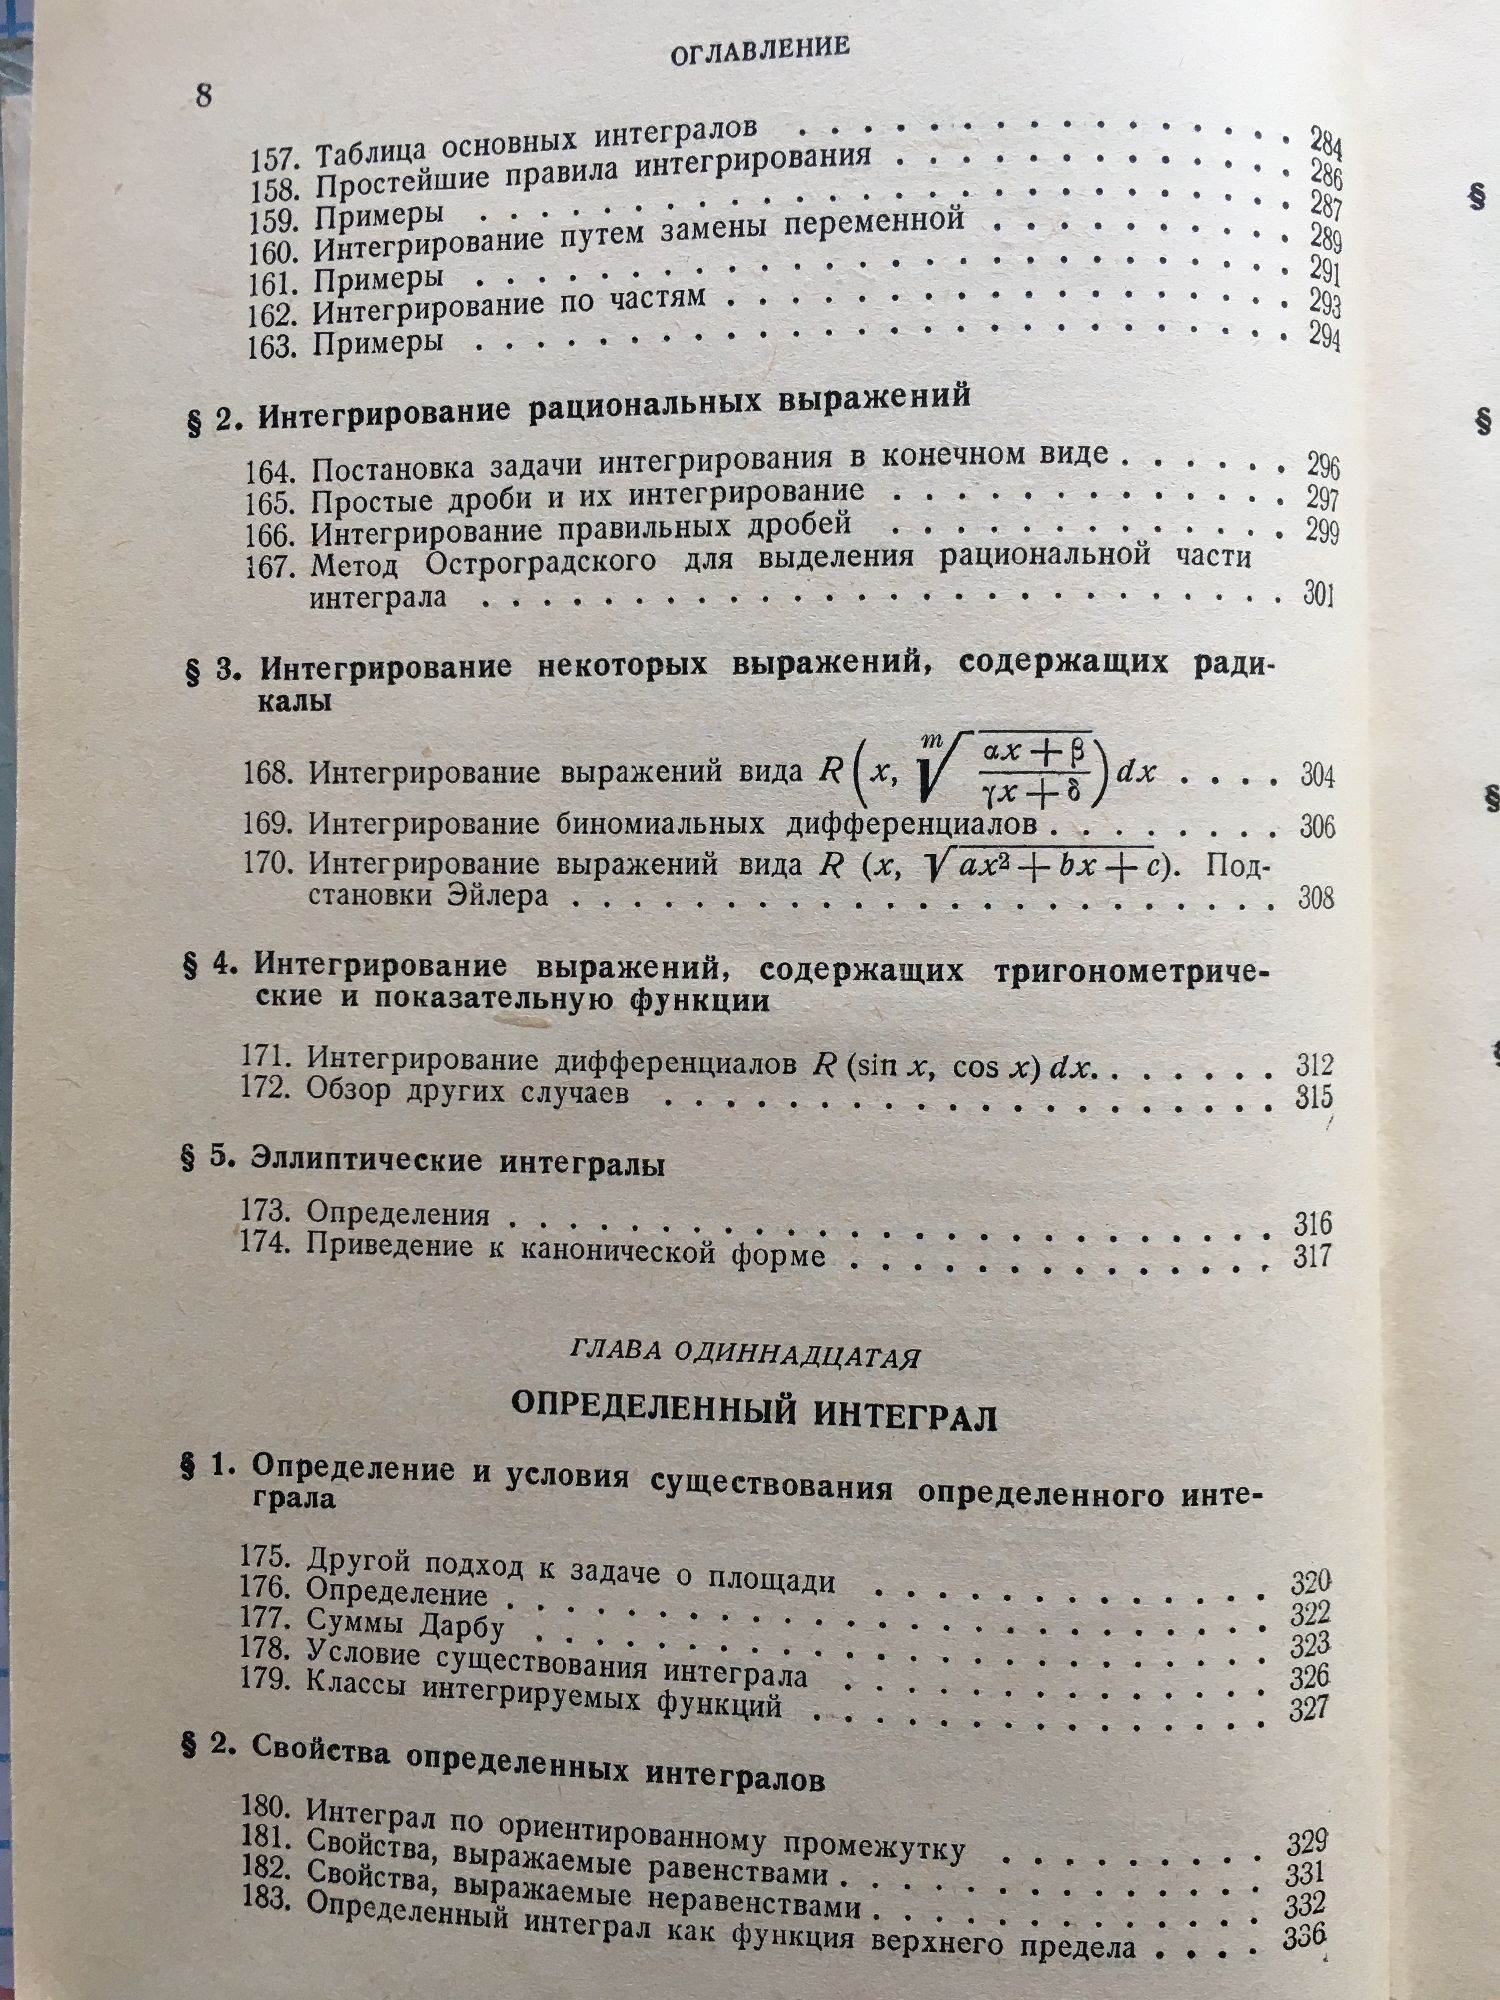 ОГЛАВЛЕНИЕ
8
157. Таблица основных интегралов . . . . . . . . . . . . . . . . 284
158. Простейшие правила интегрирования . . . . . . . . . . . . . 286
159. Примеры . . . . . . . . . . . . . . . . . . . . . . . . . . 287
160. Интегрирование путем замены переменной . . . . . . . . . . 289
161. Примеры . . . . . . . . . . . . . . . . . . . . . . . . . . 291
162. Интегрирование по частям . . . . . . . . . . . . . . . . . . 293
163. Примеры . . . . . . . . . . . . . . . . . . . . . . . . . . 294
§ 2. Интегрирование рациональных выражений
164. Постановка задачи интегрирования в конечном виде . . . . . . 296
165. Простые дроби и их интегрирование . . . . . . . . . . . . . 297
166. Интегрирование правильных дробей . . . . . . . . . . . . . 299
167. Метод Остроградского для выделения рациональной части
интеграла . . . . . . . . . . . . . . . . . . . . . . . . . . 301
§ 3. Интегрирование некоторых выражений, содержащих ради-
калы
168. Интегрирование выражений вида R(x, ᵐ√((αx + β)/(γx + δ))) dx . . . . 304
169. Интегрирование биномиальных дифференциалов . . . . . . . . 306
170. Интегрирование выражений вида R (x, √(ax² + bx + c)). Под-
становки Эйлера . . . . . . . . . . . . . . . . . . . . . . . 308
§ 4. Интегрирование выражений, содержащих тригонометриче-
ские и показательную функции
171. Интегрирование дифференциалов R (sin x, cos x) dx. . . . . . . 312
172. Обзор других случаев . . . . . . . . . . . . . . . . . . . . 315
§ 5. Эллиптические интегралы
173. Определения . . . . . . . . . . . . . . . . . . . . . . . . . 316
174. Приведение к канонической форме . . . . . . . . . . . . . . 317
ГЛАВА ОДИННАДЦАТАЯ
ОПРЕДЕЛЕННЫЙ ИНТЕГРАЛ
§ 1. Определение и условия существования определенного инте-
грала
175. Другой подход к задаче о площади . . . . . . . . . . . . . 320
176. Определение . . . . . . . . . . . . . . . . . . . . . . . . . 322
177. Суммы Дарбу . . . . . . . . . . . . . . . . . . . . . . . . 323
178. Условие существования интеграла . . . . . . . . . . . . . . 326
179. Классы интегрируемых функций . . . . . . . . . . . . . . . 327
§ 2. Свойства определенных интегралов
180. Интеграл по ориентированному промежутку . . . . . . . . . 329
181. Свойства, выражаемые равенствами . . . . . . . . . . . . . . 331
182. Свойства, выражаемые неравенствами . . . . . . . . . . . . . 332
183. Определенный интеграл как функция верхнего предела . . . . 336
§
§
§
§